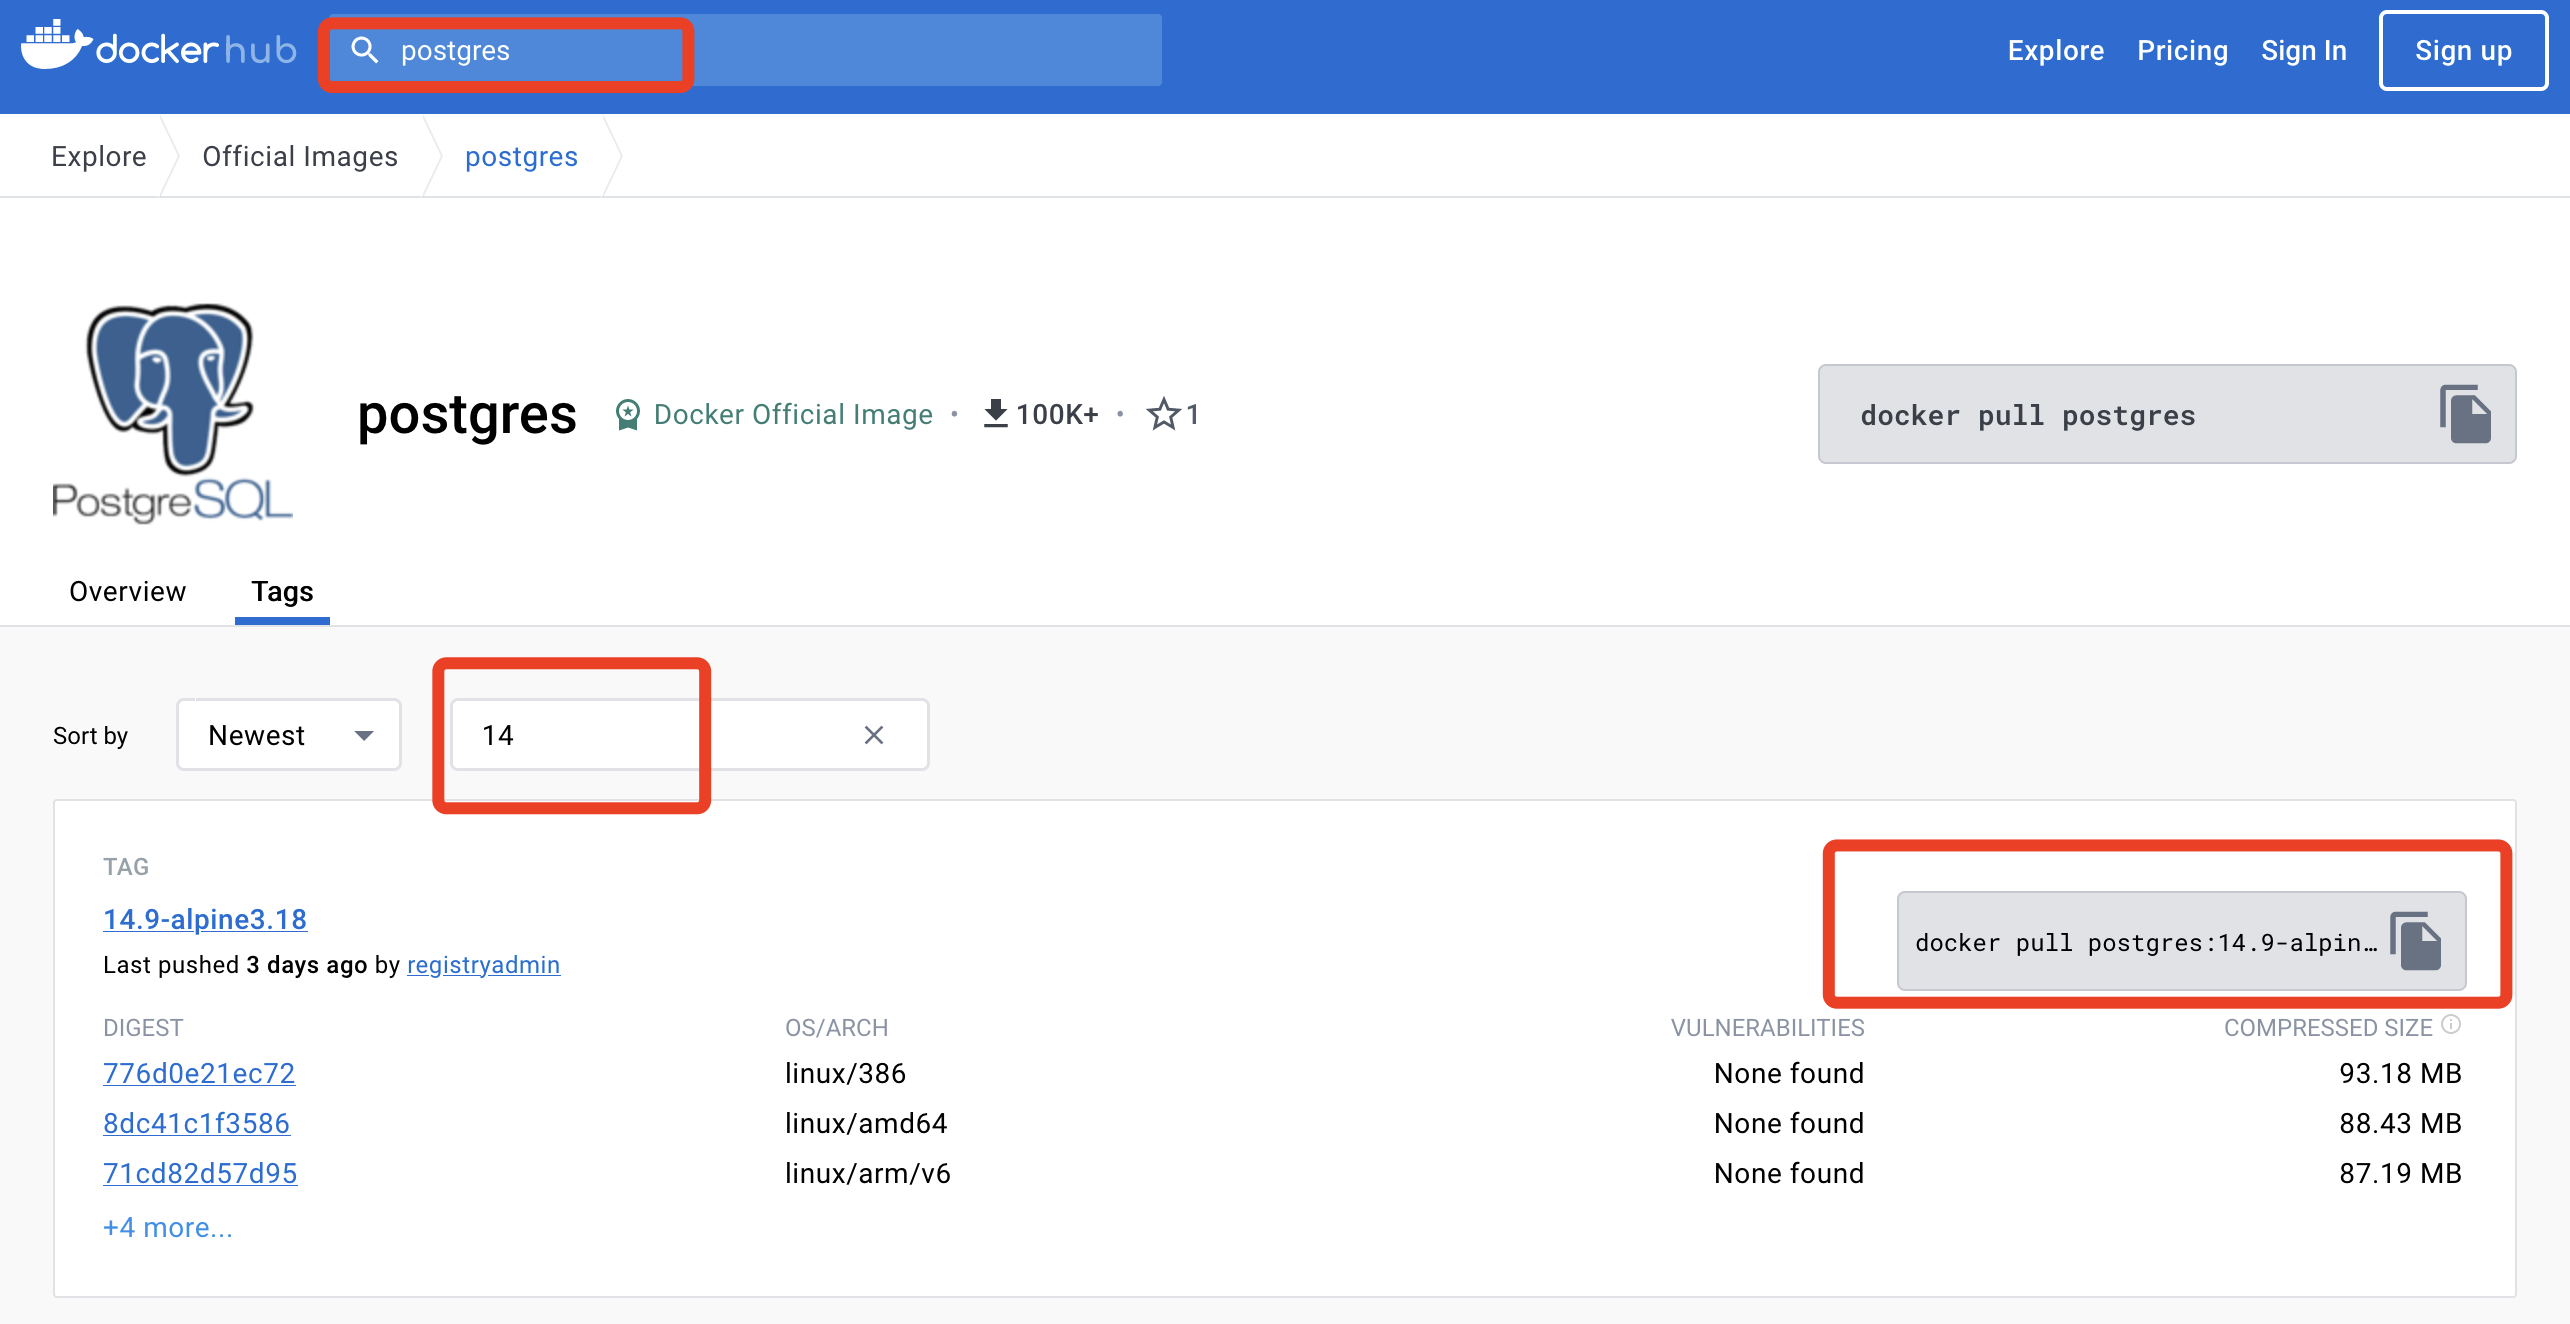 docker hub
postgres
Explore
Pricing
Sign In
Sign up
Explore
Official Images
postgres
PostgreSQL
postgres
Docker Official Image
100K+
1
docker pull postgres
Overview
Tags
Sort by
Newest
14
TAG
14.9-alpine3.18
docker pull postgres:14.9-alpin…
Last pushed 3 days ago by registryadmin
DIGEST OS/ARCH VULNERABILITIES COMPRESSED SIZE
776d0e21ec72 linux/386 None found 93.18 MB
8dc41c1f3586 linux/amd64 None found 88.43 MB
71cd82d57d95 linux/arm/v6 None found 87.19 MB
+4 more...